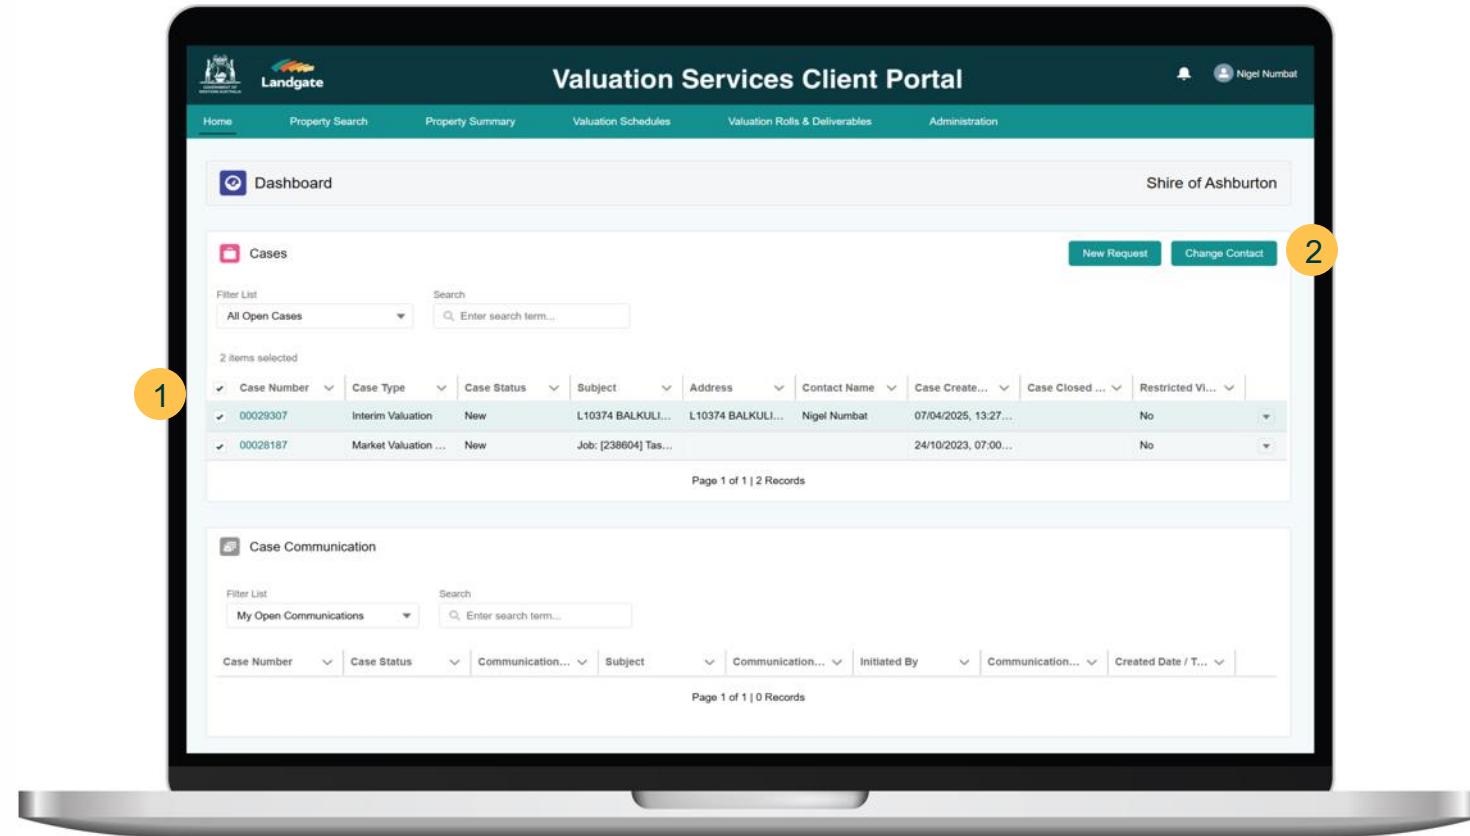 GOVERNMENT OF
WESTERN AUSTRALIA
Landgate
Valuation Services Client Portal
Nigel Numbat
Home Property Search Property Summary Valuation Schedules Valuation Rolls & Deliverables Administration
Dashboard Shire of Ashburton
Cases New Request Change Contact 2
Filter List Search
All Open Cases Enter search term...
2 items selected
1 Case Number Case Type Case Status Subject Address Contact Name Case Create... Case Closed ... Restricted Vi...
00029307 Interim Valuation New L10374 BALKULI... L10374 BALKULI... Nigel Numbat 07/04/2025, 13:27... No
00028187 Market Valuation ... New Job: [238604] Tas... 24/10/2023, 07:00... No
Page 1 of 1 | 2 Records
Case Communication
Filter List Search
My Open Communications Enter search term...
Case Number Case Status Communication... Subject Communication... Initiated By Communication... Created Date / T...
Page 1 of 1 | 0 Records